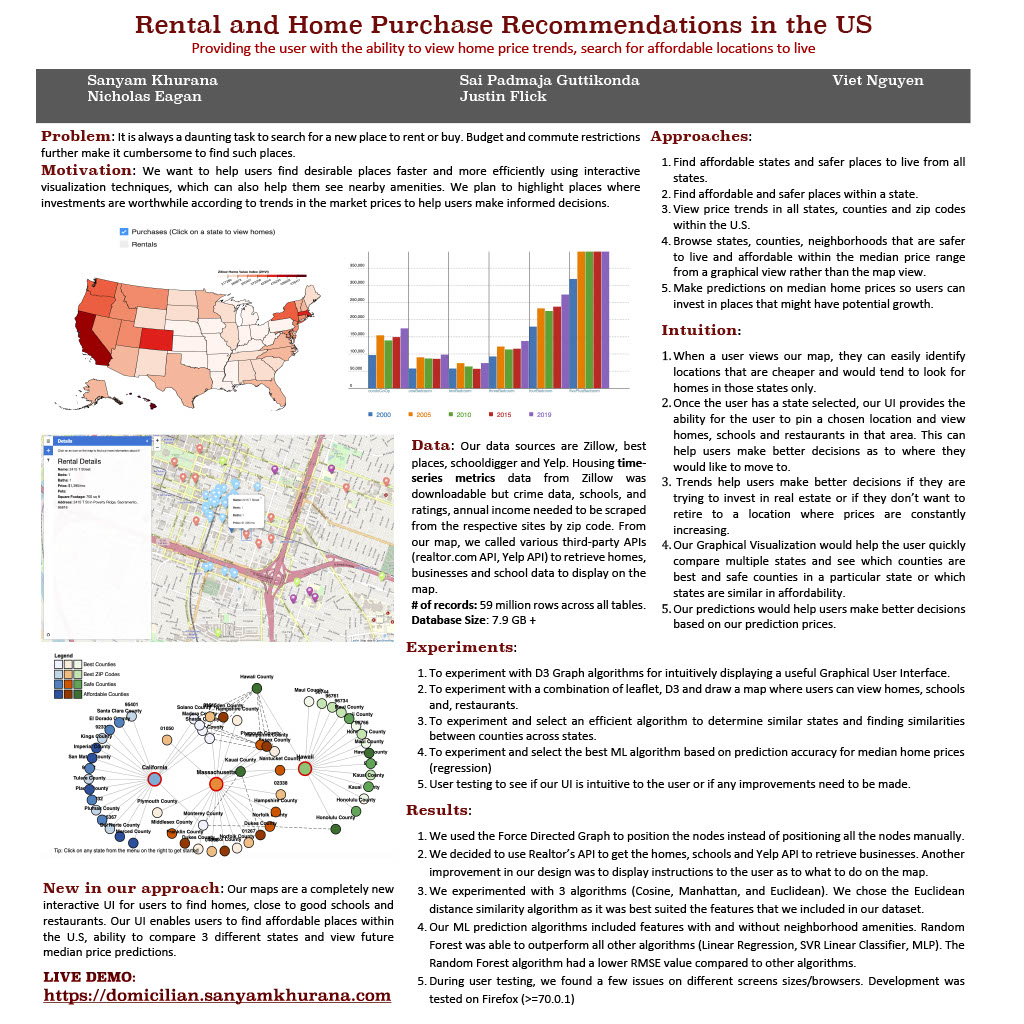 Rental and Home Purchase Recommendations in the US
Providing the user with the ability to view home price trends, search for affordable locations to live
Sanyam Khurana
Nicholas Eagan
Sai Padmaja Guttikonda
Justin Flick
Viet Nguyen
Problem: It is always a daunting task to search for a new place to rent or buy. Budget and commute restrictions
further make it cumbersome to find such places.
Motivation: We want to help users find desirable places faster and more efficiently using interactive
visualization techniques, which can also help them see nearby amenities. We plan to highlight places where
investments are worthwhile according to trends in the market prices to help users make informed decisions.
Purchases (Click on a state to view homes)
Rentals
Zillow Home Value Index (ZHVI)
350,000
300,000
250,000
200,000
150,000
100,000
50,000
0
2000
2005
2010
2015
2019
Details
Rental Details
Name: 2415 T Street
Beds: 1
Baths: 1
Pets:
Square Footage: 700 sq ft
Data: Our data sources are Zillow, best
places, schooldigger and Yelp. Housing time-
series metrics data from Zillow was
downloadable but crime data, schools, and
ratings, annual income needed to be scraped
from the respective sites by zip code. From
our map, we called various third-party APIs
(realtor.com API, Yelp API) to retrieve homes,
businesses and school data to display on the
map.
# of records: 59 million rows across all tables.
Database Size: 7.9 GB +
Legend
Best Counties
Best ZIP Codes
Safe Counties
Affordable Counties
Hawaii County
Maui County
96734
95401
Santa Clara County
El Dorado
Solano County
01050
Kings County
Imperial County
California
Massachusetts
Hawaii
Kauai County
Nantucket County
Tulare County
02338
Plymouth County
Hampshire County
Honolulu County
Monterey County
Middlesex County
Norfolk County
Honolulu County
Merced County
Franklin County
Dukes County
01267
Tip: Click on any state from the menu on the right to get started
New in our approach: Our maps are a completely new
interactive UI for users to find homes, close to good schools and
restaurants. Our UI enables users to find affordable places within
the U.S, ability to compare 3 different states and view future
median price predictions.
LIVE DEMO:
https://domicilian.sanyamkhurana.com
Approaches:
1. Find affordable states and safer places to live from all
states.
2. Find affordable and safer places within a state.
3. View price trends in all states, counties and zip codes
within the U.S.
4. Browse states, counties, neighborhoods that are safer
to live and affordable within the median price range
from a graphical view rather than the map view.
5. Make predictions on median home prices so users can
invest in places that might have potential growth.
Intuition:
1. When a user views our map, they can easily identify
locations that are cheaper and would tend to look for
homes in those states only.
2. Once the user has a state selected, our UI provides the
ability for the user to pin a chosen location and view
homes, schools and restaurants in that area. This can
help users make better decisions as to where they
would like to move to.
3. Trends help users make better decisions if they are
trying to invest in real estate or if they don't want to
retire to a location where prices are constantly
increasing.
4. Our Graphical Visualization would help the user quickly
compare multiple states and see which counties are
best and safe counties in a particular state or which
states are similar in affordability.
5. Our predictions would help users make better decisions
based on our prediction prices.
Experiments:
1. To experiment with D3 Graph algorithms for intuitively displaying a useful Graphical User Interface.
2. To experiment with a combination of leaflet, D3 and draw a map where users can view homes, schools
and, restaurants.
3. To experiment and select an efficient algorithm to determine similar states and finding similarities
between counties across states.
4. To experiment and select the best ML algorithm based on prediction accuracy for median home prices
(regression)
5. User testing to see if our UI is intuitive to the user or if any improvements need to be made.
Results:
1. We used the Force Directed Graph to position the nodes instead of positioning all the nodes manually.
2. We decided to use Realtor's API to get the homes, schools and Yelp API to retrieve businesses. Another
improvement in our design was to display instructions to the user as to what to do on the map.
3. We experimented with 3 algorithms (Cosine, Manhattan, and Euclidean). We chose the Euclidean
distance similarity algorithm as it was best suited the features that we included in our dataset.
4. Our ML prediction algorithms included features with and without neighborhood amenities. Random
Forest was able to outperform all other algorithms (Linear Regression, SVR Linear Classifier, MLP). The
Random Forest algorithm had a lower RMSE value compared to other algorithms.
5. During user testing, we found a few issues on different screens sizes/browsers. Development was
tested on Firefox (>=70.0.1)